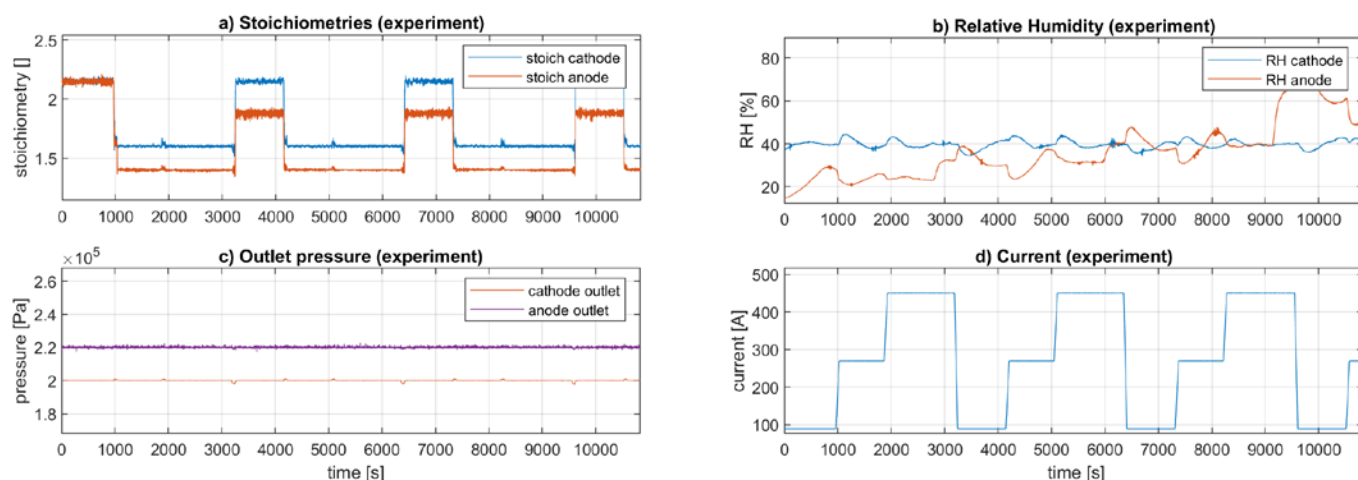 a) Stoichiometries (experiment)
stoichiometry []
2.5
2
1.5
stoich cathode
stoich anode
0 1000 2000 3000 4000 5000 6000 7000 8000 9000 10000
b) Relative Humidity (experiment)
RH [%]
80
60
40
20
RH cathode
RH anode
0 1000 2000 3000 4000 5000 6000 7000 8000 9000 10000
c) Outlet pressure (experiment)
×10^5
pressure [Pa]
2.6
2.4
2.2
2
1.8
cathode outlet
anode outlet
0 1000 2000 3000 4000 5000 6000 7000 8000 9000 10000
time [s]
d) Current (experiment)
current [A]
500
400
300
200
100
0 1000 2000 3000 4000 5000 6000 7000 8000 9000 10000
time [s]